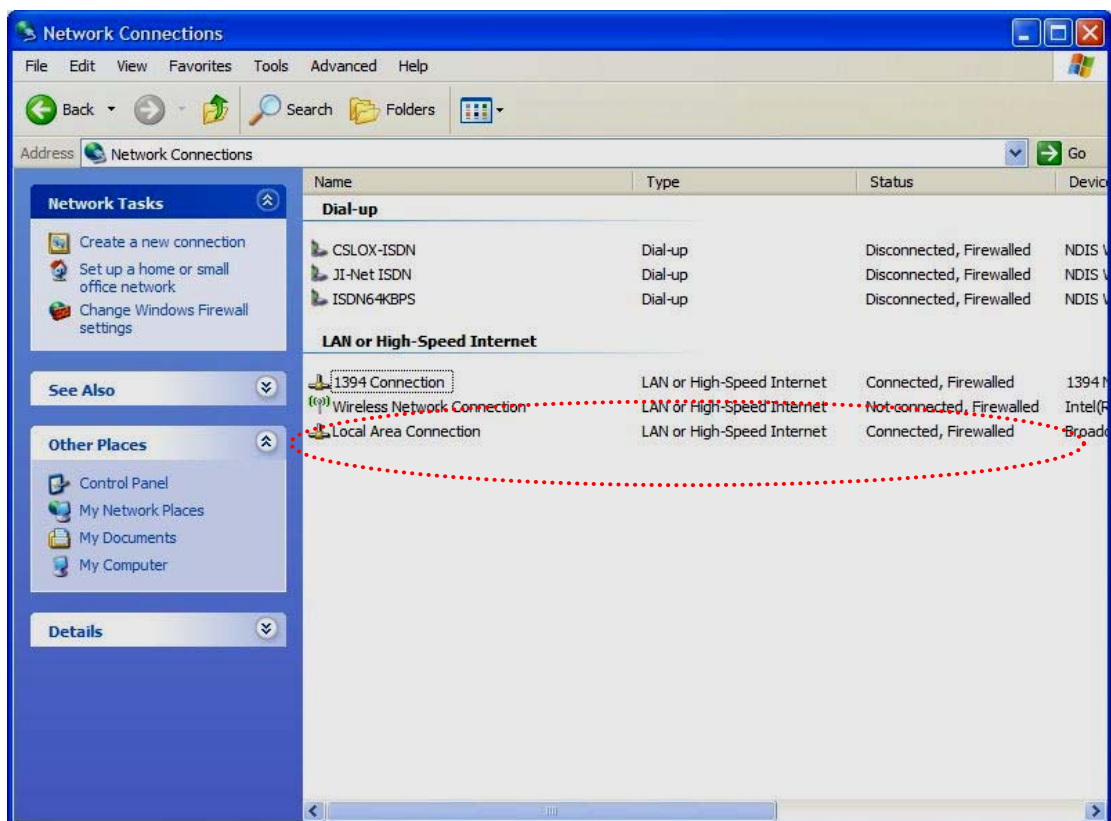 Network Connections
File Edit View Favorites Tools Advanced Help
Back Search Folders
Address Network Connections Go
Name Type Status Devic
Network Tasks
Create a new connection
Set up a home or small
office network
Change Windows Firewall
settings
See Also
Other Places
Control Panel
My Network Places
My Documents
My Computer
Details
Dial-up
CSLOX-ISDN Dial-up Disconnected, Firewalled NDIS
JI-Net ISDN Dial-up Disconnected, Firewalled NDIS
ISDN64KBPS Dial-up Disconnected, Firewalled NDIS
LAN or High-Speed Internet
1394 Connection LAN or High-Speed Internet Connected, Firewalled 1394
Wireless Network Connection LAN or High-Speed Internet Not connected, Firewalled Intel(R
Local Area Connection LAN or High-Speed Internet Connected, Firewalled Broadc